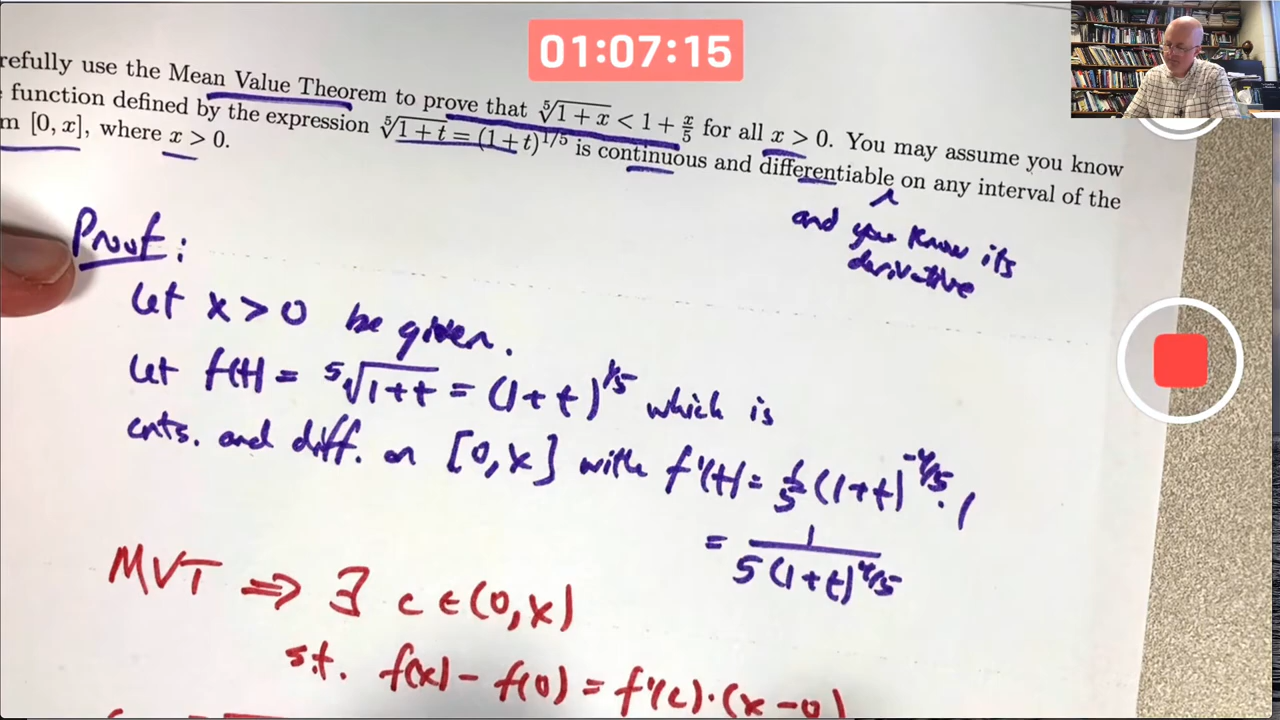 01:07:15
refully use the Mean Value Theorem to prove that ⁵√1+x < 1 + x/5 for all x > 0. You may assume you know
function defined by the expression ⁵√1+t = (1+t)^1/5 is continuous and differentiable on any interval of the
m [0, x], where x > 0.
and you know its
derivative
Proof:
Let x > 0 be given.
Let f(t) = ⁵√1+t = (1+t)^1/5 which is
cnts. and diff. on [0,x] with f'(t) = 1/5 (1+t)^-4/5 · 1
= 1/5(1+t)^4/5
MVT ⇒ ∃ c ∈ (0,x)
s.t. f(x) - f(0) = f'(c)·(x-0)